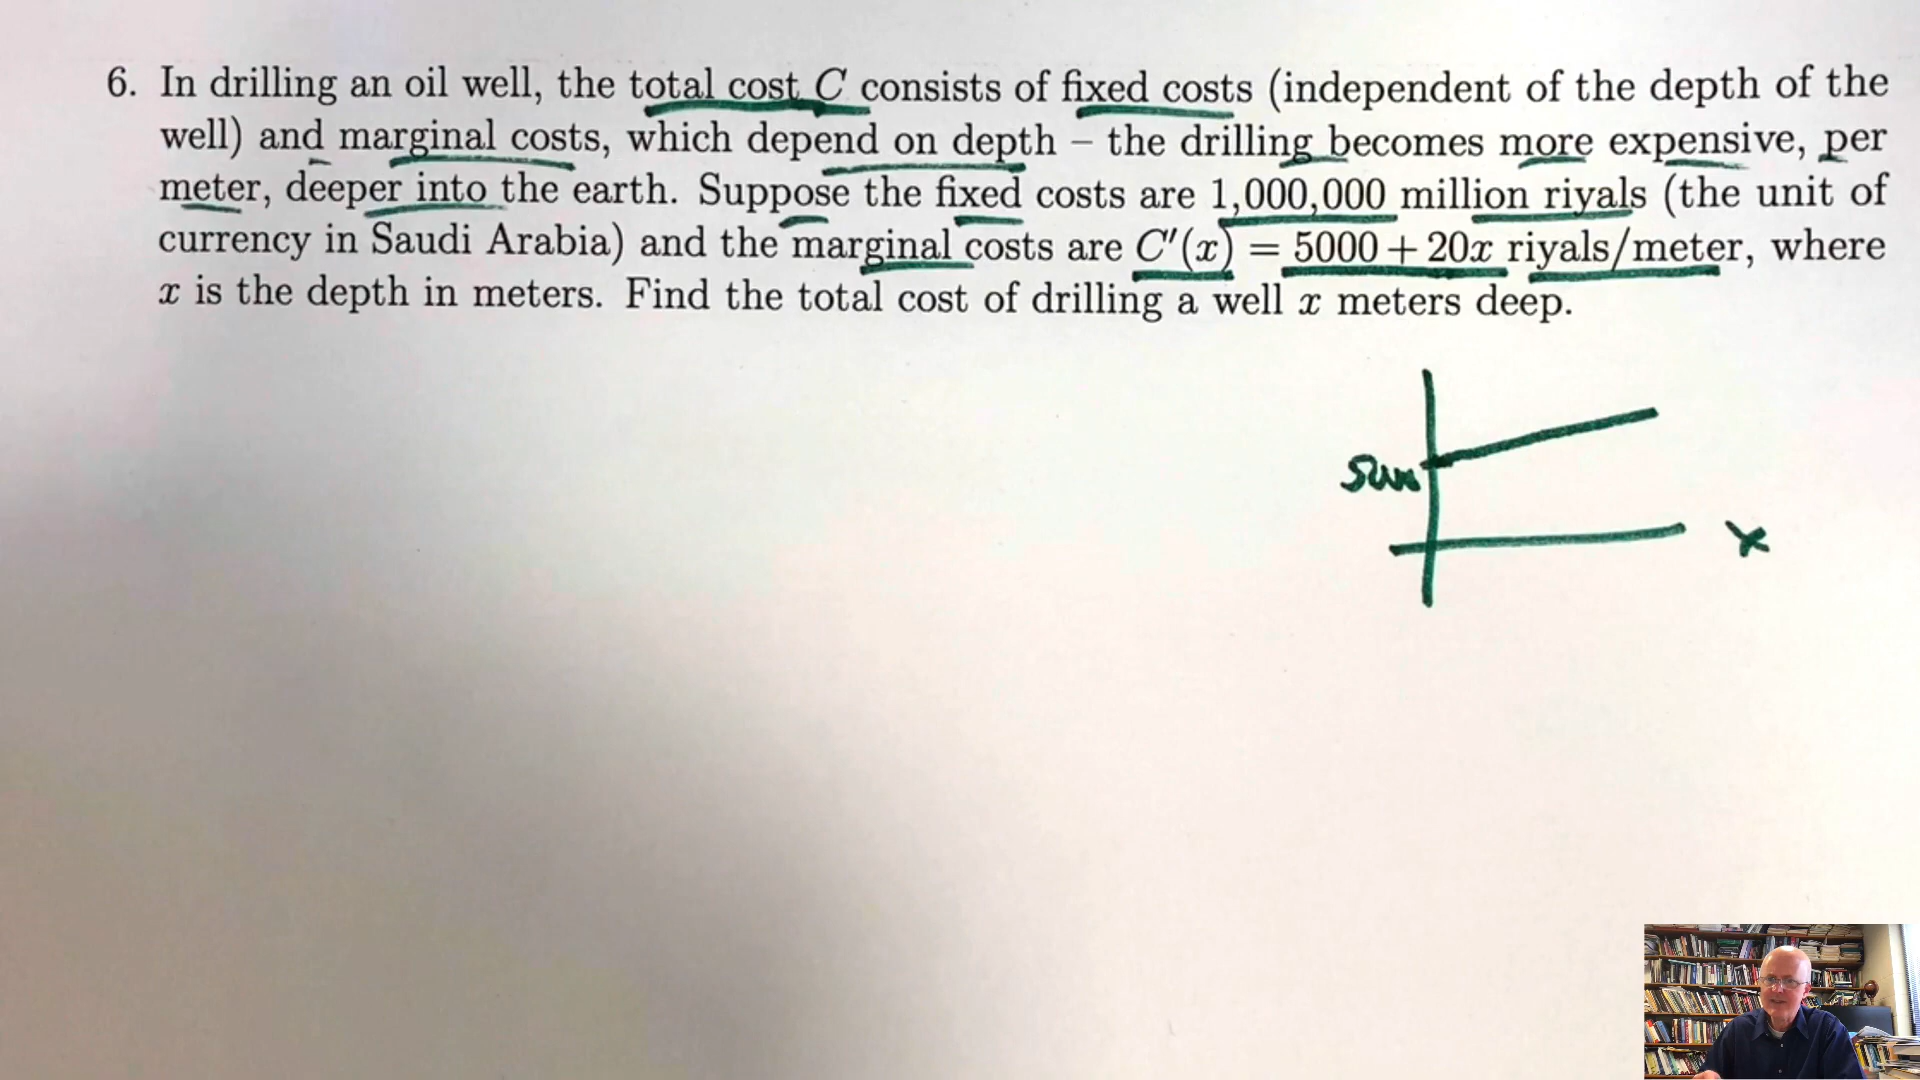 6. In drilling an oil well, the total cost C consists of fixed costs (independent of the depth of the
well) and marginal costs, which depend on depth – the drilling becomes more expensive, per
meter, deeper into the earth. Suppose the fixed costs are 1,000,000 million riyals (the unit of
currency in Saudi Arabia) and the marginal costs are C′(x) = 5000 + 20x riyals/meter, where
x is the depth in meters. Find the total cost of drilling a well x meters deep.
x